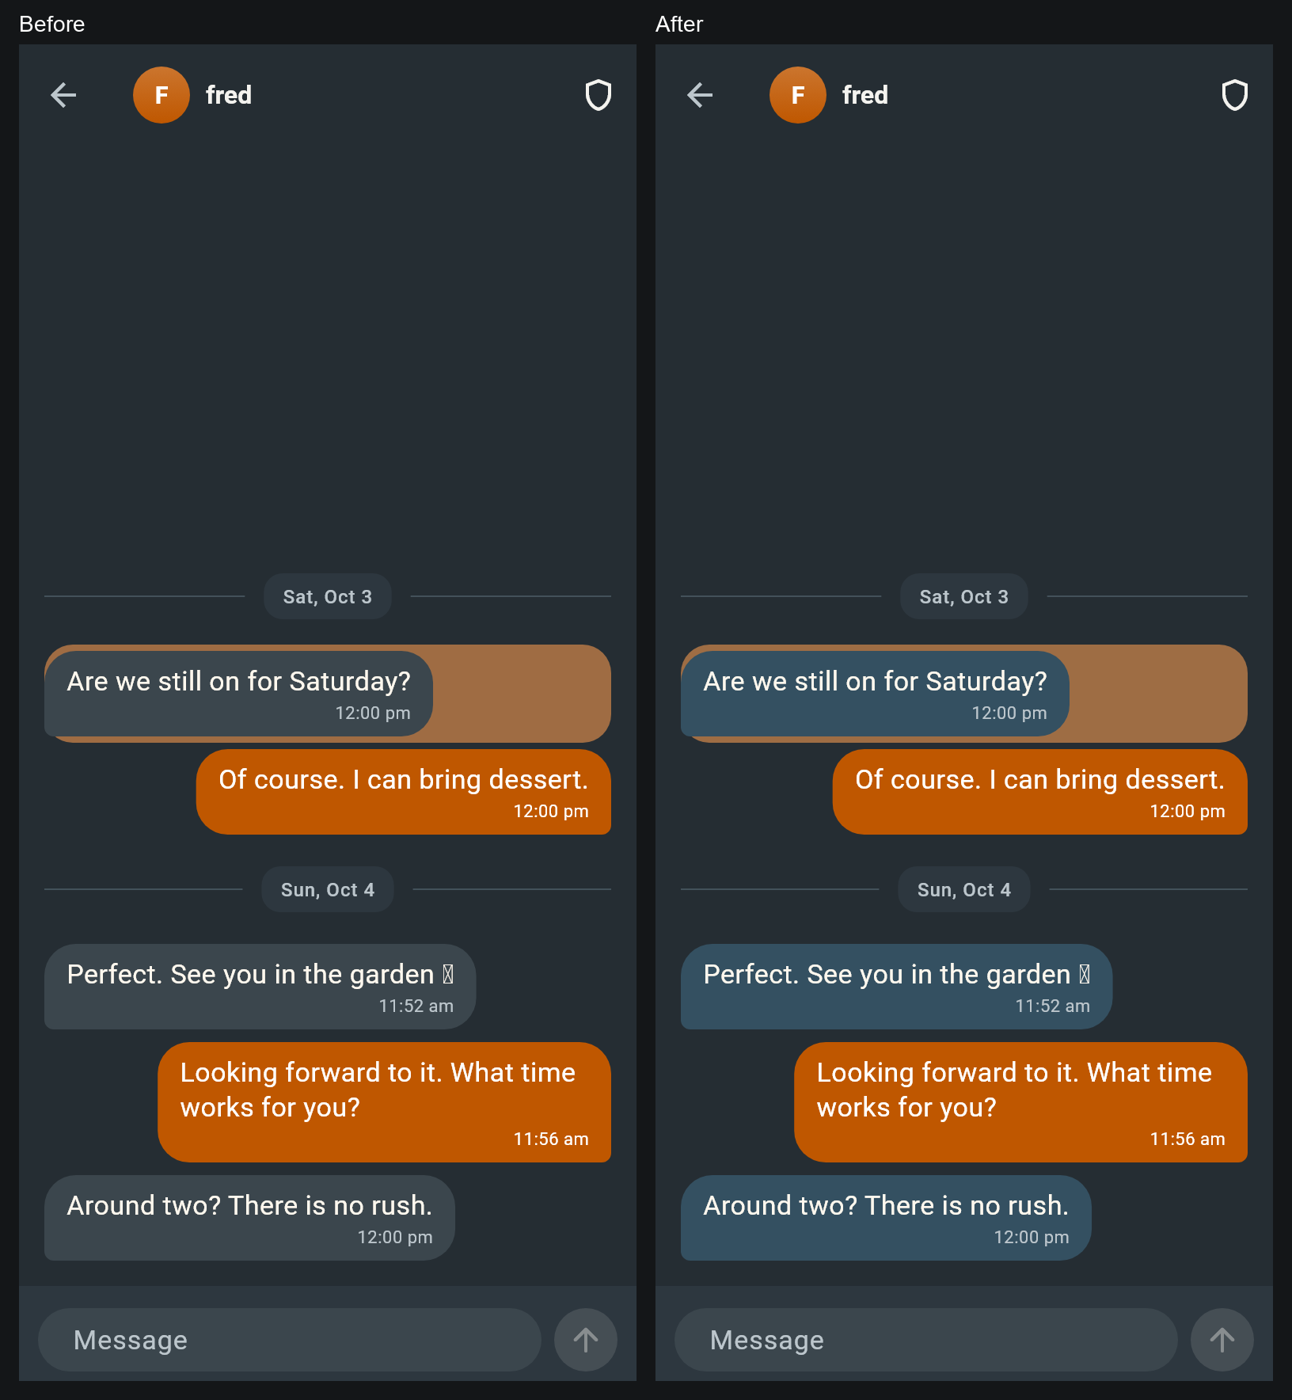 Before
F
fred
Sat, Oct 3
Are we still on for Saturday?
12:00 pm
Of course. I can bring dessert.
12:00 pm
Sun, Oct 4
Perfect. See you in the garden
11:52 am
Looking forward to it. What time
works for you?
11:56 am
Around two? There is no rush.
12:00 pm
Message
After
F
fred
Sat, Oct 3
Are we still on for Saturday?
12:00 pm
Of course. I can bring dessert.
12:00 pm
Sun, Oct 4
Perfect. See you in the garden
11:52 am
Looking forward to it. What time
works for you?
11:56 am
Around two? There is no rush.
12:00 pm
Message